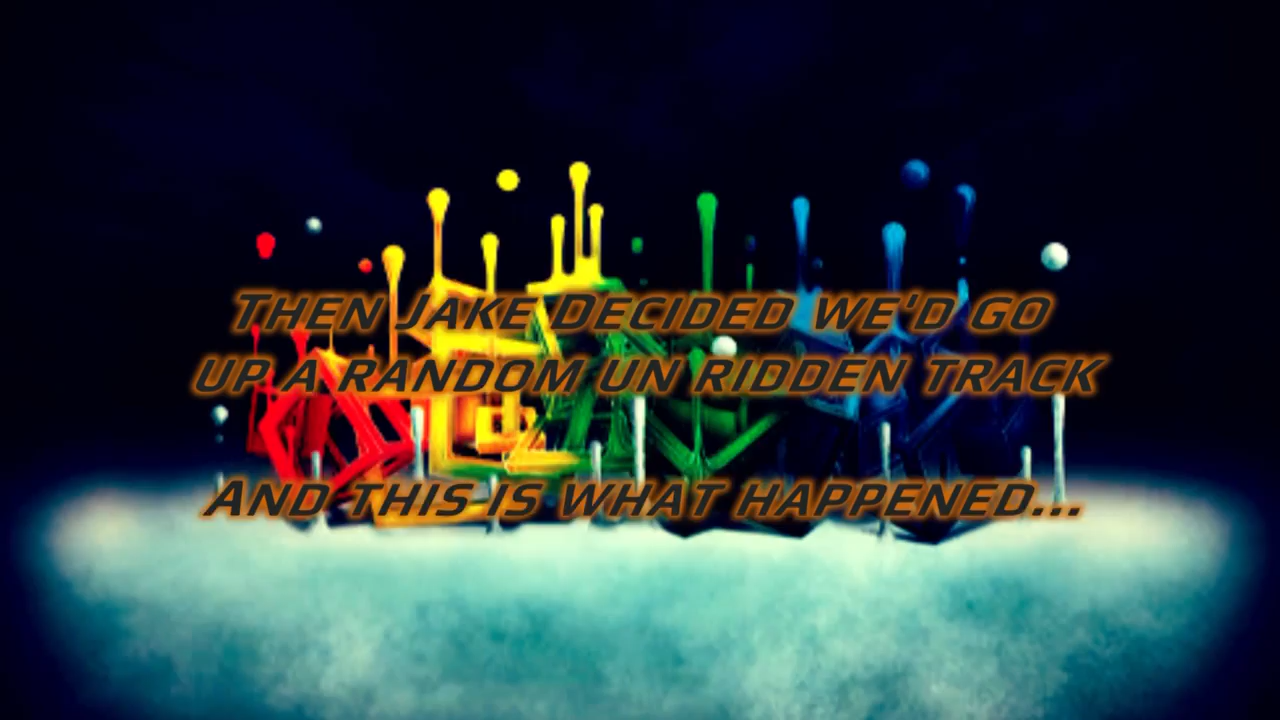 Then Jake Decided we'd go
up a random un ridden track
And this is what happened...